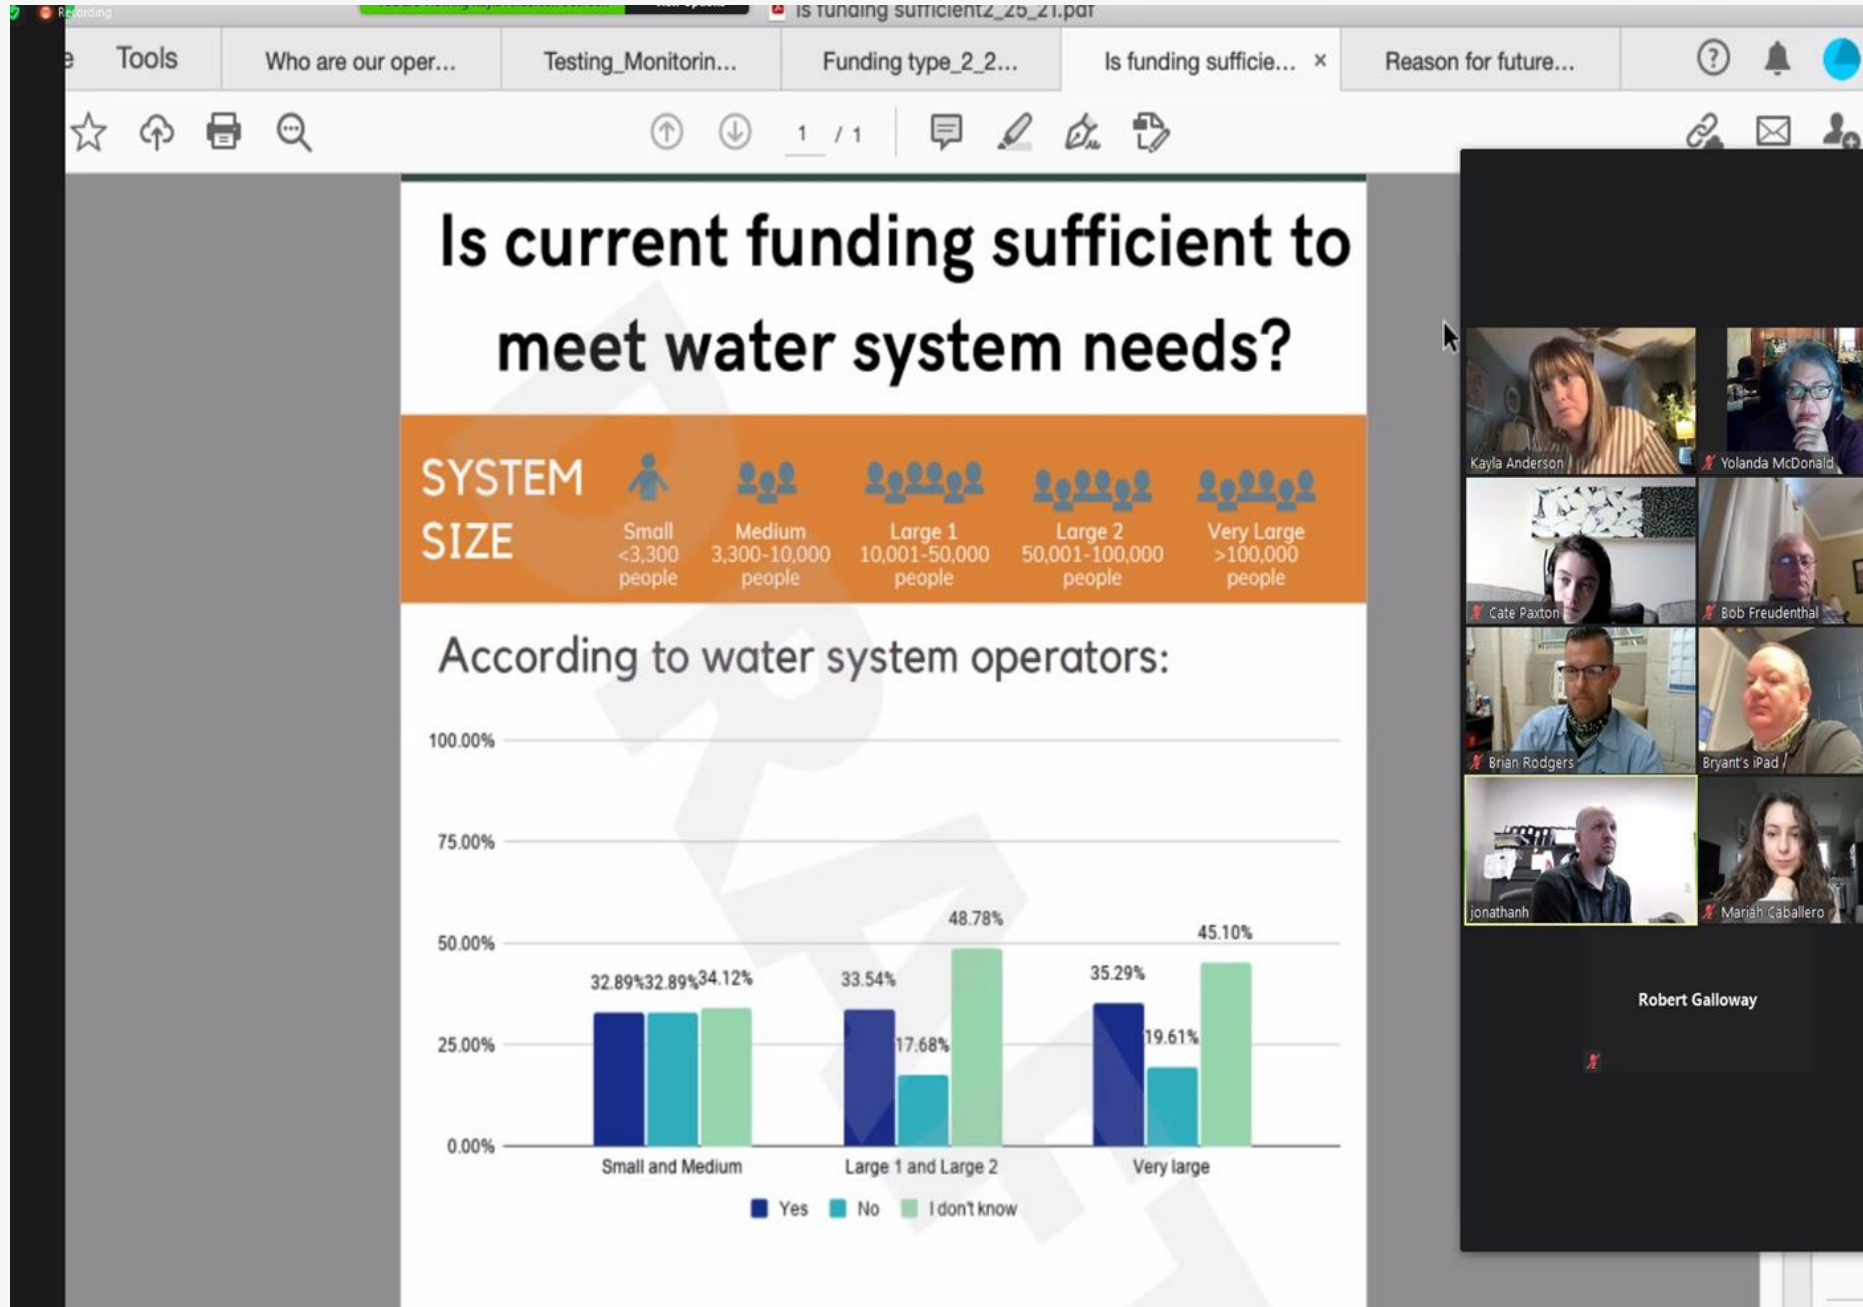 Recording
Is funding sufficient2_25_21.pdf
e
Tools
Who are our oper...
Testing_Monitorin...
Funding type_2_2...
Is funding sufficie... ×
Reason for future...
1 / 1
Is current funding sufficient to
meet water system needs?
SYSTEM
SIZE
Small
<3,300
people
Medium
3,300-10,000
people
Large 1
10,001-50,000
people
Large 2
50,001-100,000
people
Very Large
>100,000
people
According to water system operators:
100.00%
75.00%
50.00%
25.00%
0.00%
32.89% 32.89% 34.12%
33.54%
17.68%
48.78%
35.29%
19.61%
45.10%
Small and Medium
Large 1 and Large 2
Very large
Yes
No
I don't know
DRAFT
Kayla Anderson
Yolanda McDonald
Cate Paxton
Bob Freudenthal
Brian Rodgers
Bryant's iPad
jonathanh
Mariah Caballero
Robert Galloway